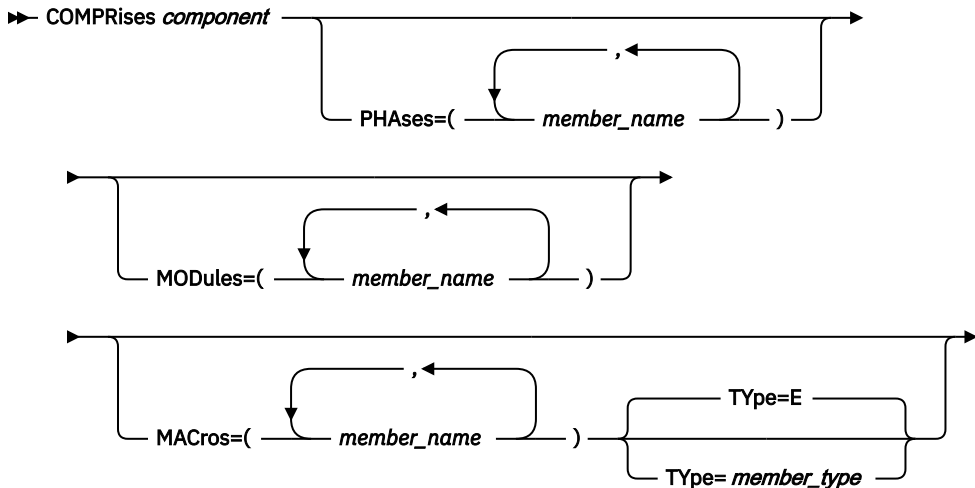 COMPRises component
,
PHAses=( member_name )
,
MODules=( member_name )
,
TYpe=E
MACros=( member_name )
TYpe= member_type